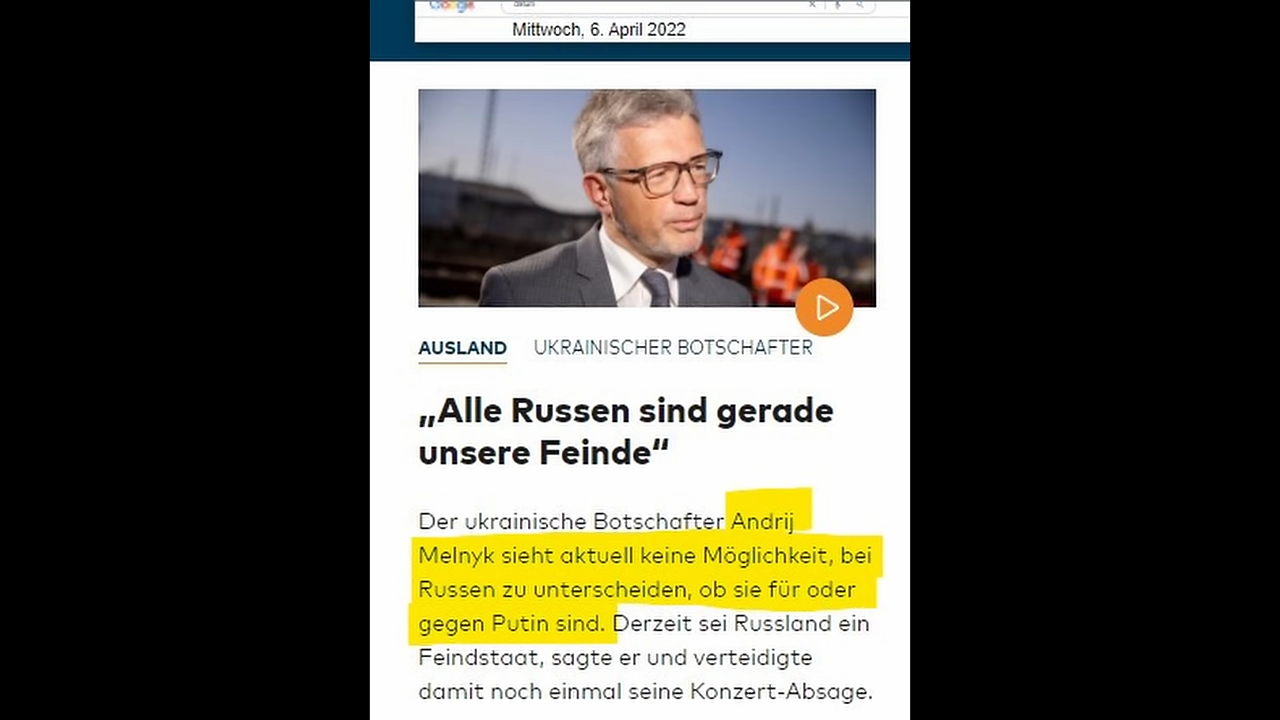 Google
Mittwoch, 6. April 2022
AUSLAND UKRAINISCHER BOTSCHAFTER
„Alle Russen sind gerade
unsere Feinde“
Der ukrainische Botschafter Andrij
Melnyk sieht aktuell keine Möglichkeit, bei
Russen zu unterscheiden, ob sie für oder
gegen Putin sind. Derzeit sei Russland ein
Feindstaat, sagte er und verteidigte
damit noch einmal seine Konzert-Absage.